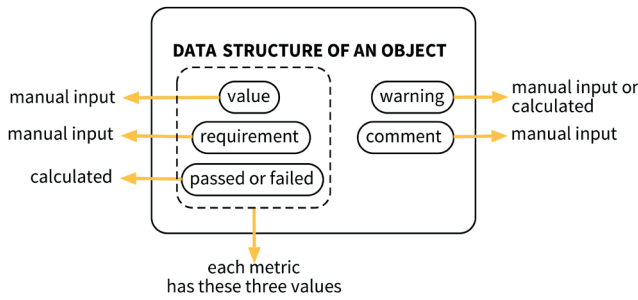 DATA STRUCTURE OF AN OBJECT
manual input
value
warning
manual input or
calculated
manual input
requirement
comment
manual input
calculated
passed or failed
each metric
has these three values